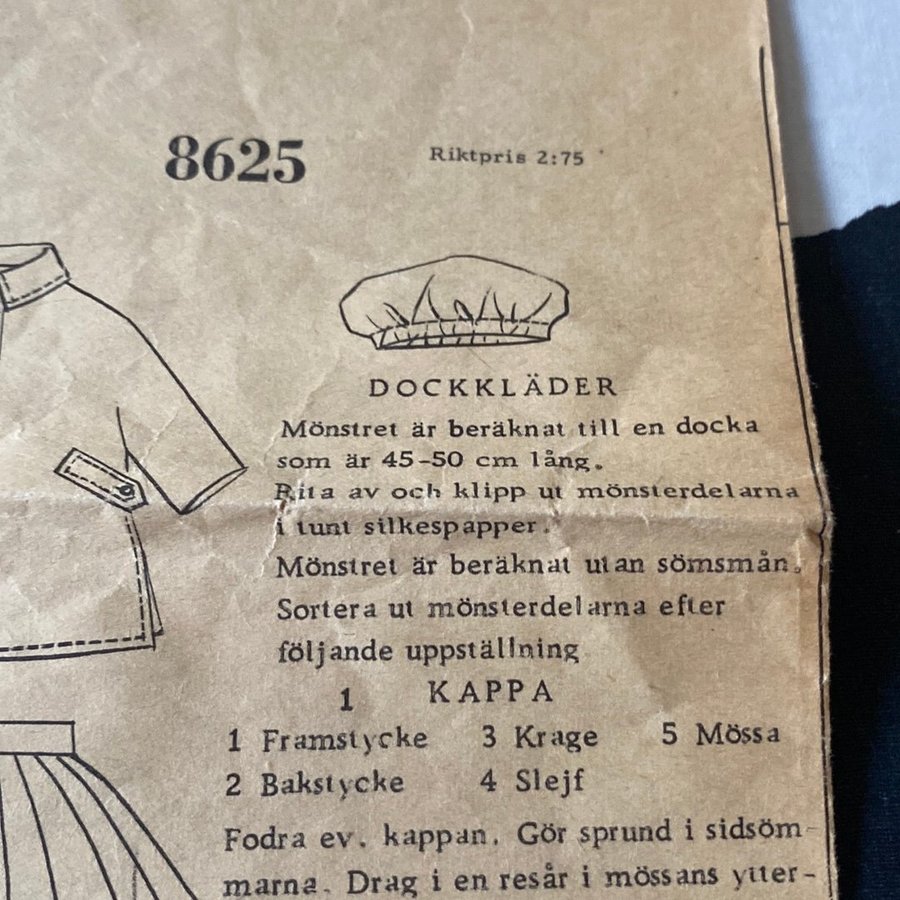 8625
Riktpris 2:75
DOCKKLÄDER
Mönstret är beräknat till en docka
som är 45-50 cm lång.
Rita av och klipp ut mönsterdelarna
i tunt silkespapper.
Mönstret är beräknat utan sömsmån.
Sortera ut mönsterdelarna efter
följande uppställning
1 KAPPA
1 Framstycke 3 Krage 5 Mössa
2 Bakstycke 4 Slejf
Fodra ev. kappan. Gör sprund i sidsöm-
marna. Drag i en resår i mössans ytter-